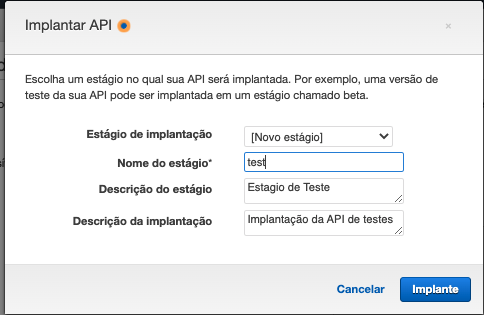 Implantar API
Escolha um estágio no qual sua API será implantada. Por exemplo, uma versão de
teste da sua API pode ser implantada em um estágio chamado beta.
Estágio de implantação [Novo estágio]
Nome do estágio* test
Descrição do estágio Estagio de Teste
Descrição da implantação Implantação da API de testes
Cancelar Implante